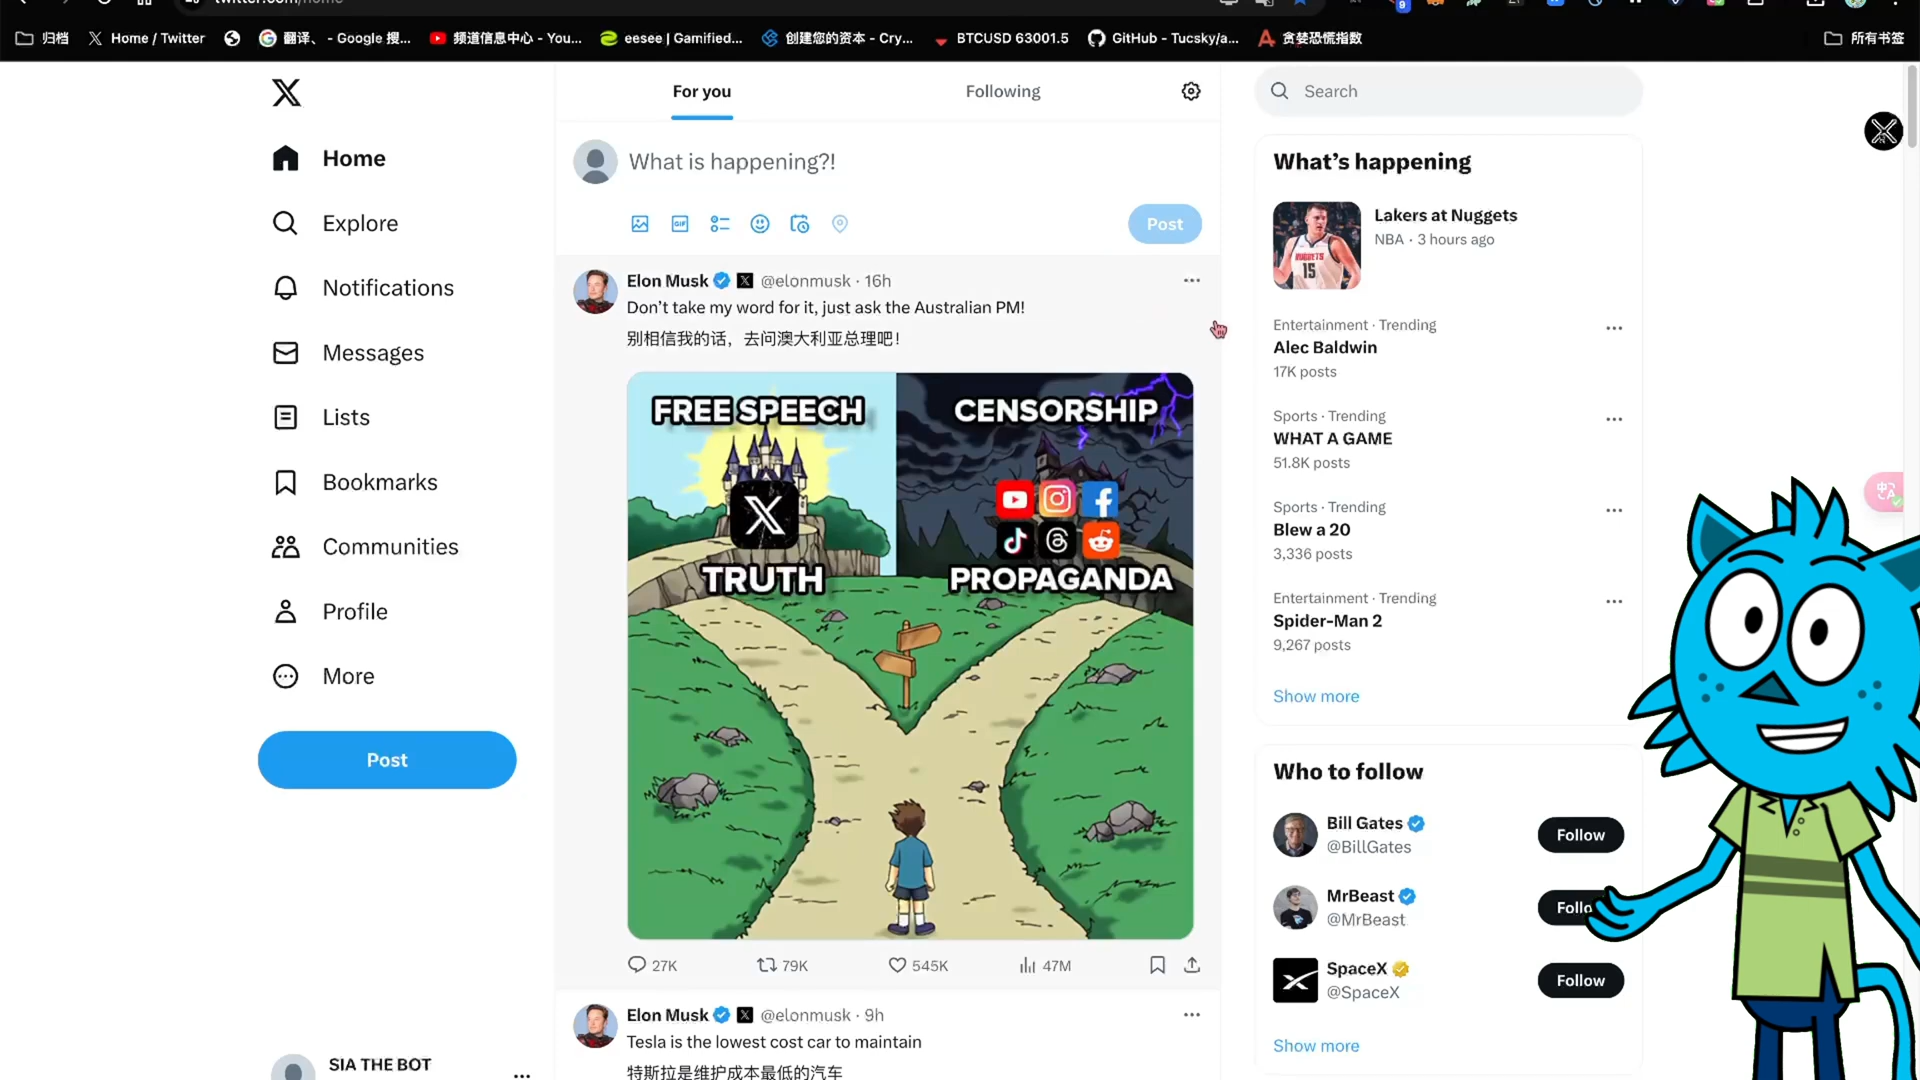 归档
Home / Twitter
翻译、 - Google 搜...
频道信息中心 - You...
eesee | Gamified...
创建您的资本 - Cry...
BTCUSD 63001.5
GitHub - Tucsky/a...
贪婪恐慌指数
所有书签
For you
Following
Search
Home
Explore
Notifications
Messages
Lists
Bookmarks
Communities
Profile
More
Post
SIA THE BOT
What is happening?!
GIF
Post
Elon Musk @elonmusk · 16h
Don’t take my word for it, just ask the Australian PM!
别相信我的话，去问澳大利亚总理吧！
FREE SPEECH
CENSORSHIP
TRUTH
PROPAGANDA
27K
79K
545K
47M
Elon Musk @elonmusk · 9h
Tesla is the lowest cost car to maintain
特斯拉是维护成本最低的汽车
What’s happening
Lakers at Nuggets
NBA · 3 hours ago
NUGGETS
15
Entertainment · Trending
Alec Baldwin
17K posts
Sports · Trending
WHAT A GAME
51.8K posts
Sports · Trending
Blew a 20
3,336 posts
Entertainment · Trending
Spider-Man 2
9,267 posts
Show more
Who to follow
Bill Gates
@BillGates
Follow
MrBeast
@MrBeast
SpaceX
@SpaceX
Follow
Show more